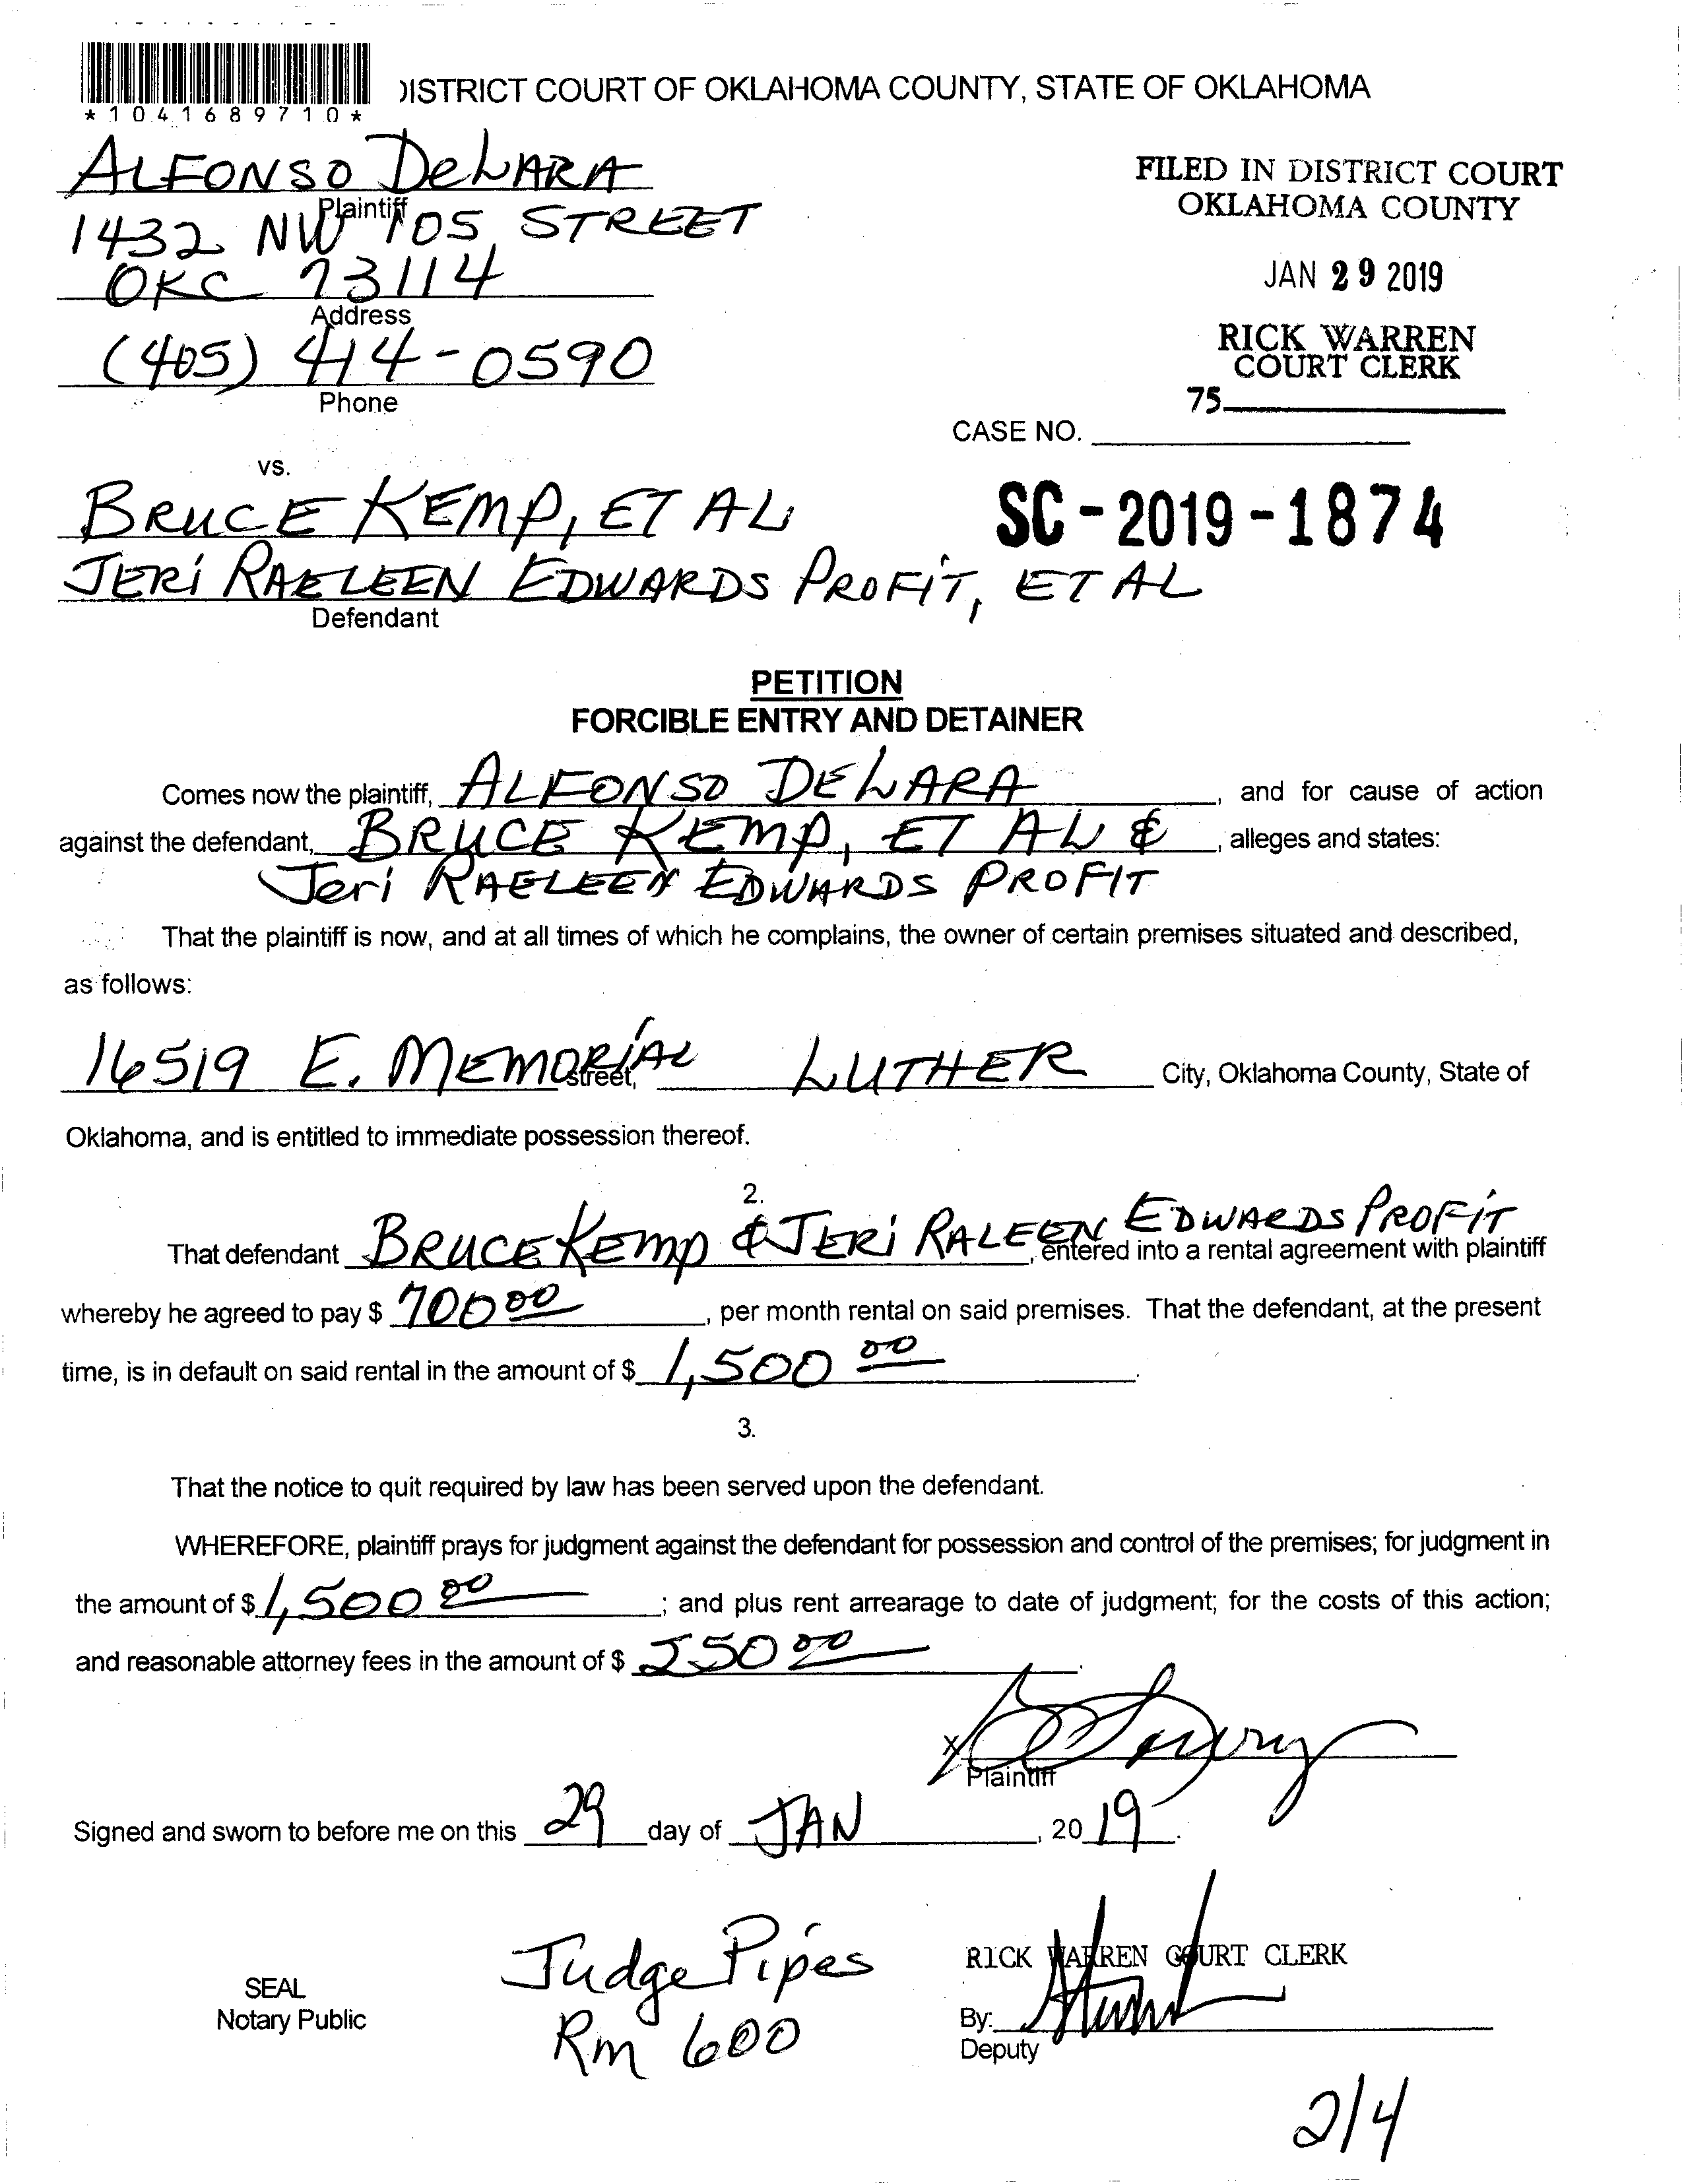 *1041689710*
DISTRICT COURT OF OKLAHOMA COUNTY, STATE OF OKLAHOMA
ALFONSO DELARA
Plaintiff
1432 NW 105 STREET
OKC 73114
Address
(405) 414-0590
Phone
FILED IN DISTRICT COURT
OKLAHOMA COUNTY
JAN 29 2019
RICK WARREN
COURT CLERK
75
CASE NO.
SC-2019-1874
vs.
BRUCE KEMP, ET AL
JERI RAELEEN EDWARDS PROFIT, ET AL
Defendant
PETITION
FORCIBLE ENTRY AND DETAINER
Comes now the plaintiff, ALFONSO DELARA, and for cause of action
against the defendant, BRUCE KEMP, ET AL &, alleges and states:
Jeri RAELEEN EDWARDS PROFIT
That the plaintiff is now, and at all times of which he complains, the owner of certain premises situated and described,
as follows:
16519 E. MEMORIAL street, LUTHER City, Oklahoma County, State of
Oklahoma, and is entitled to immediate possession thereof.
2.
That defendant BRUCE KEMP & JERI RALEEN EDWARDS PROFIT, entered into a rental agreement with plaintiff
whereby he agreed to pay $ 700 00, per month rental on said premises. That the defendant, at the present
time, is in default on said rental in the amount of $ 1,500 00.
3.
That the notice to quit required by law has been served upon the defendant.
WHEREFORE, plaintiff prays for judgment against the defendant for possession and control of the premises; for judgment in
the amount of $ 1,500 00; and plus rent arrearage to date of judgment; for the costs of this action;
and reasonable attorney fees in the amount of $ 250 00.
X
Plaintiff
Signed and sworn to before me on this 29 day of JAN, 2019.
SEAL
Notary Public
Judge Pipes
Rm 600
RICK WARREN COURT CLERK
By:
Deputy
2/4